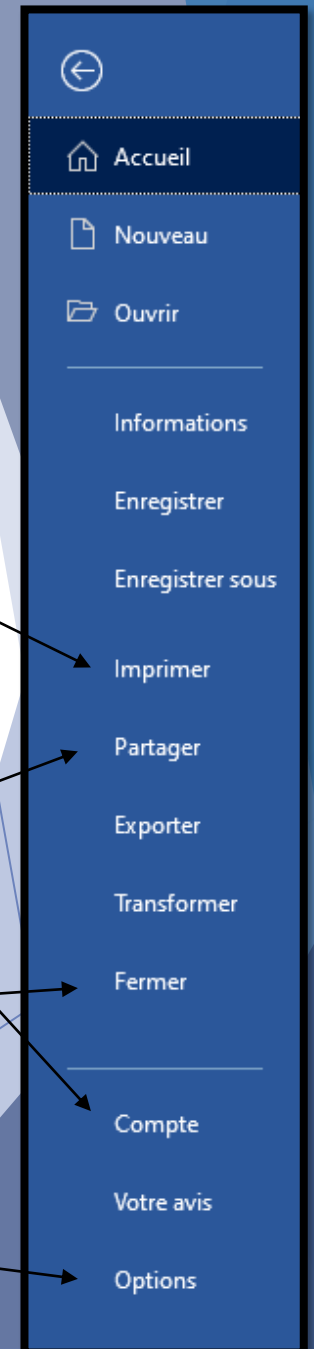 Accueil
Nouveau
Ouvrir
Informations
Enregistrer
Enregistrer sous
Imprimer
Partager
Exporter
Transformer
Fermer
Compte
Votre avis
Options